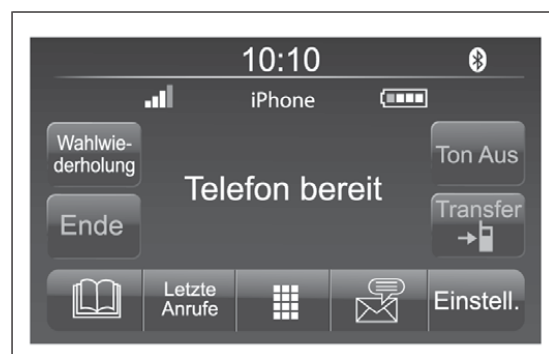 10:10
iPhone
Wahlwie-
derholung
Ton Aus
Telefon bereit
Ende
Transfer
Letzte
Anrufe
Einstell.